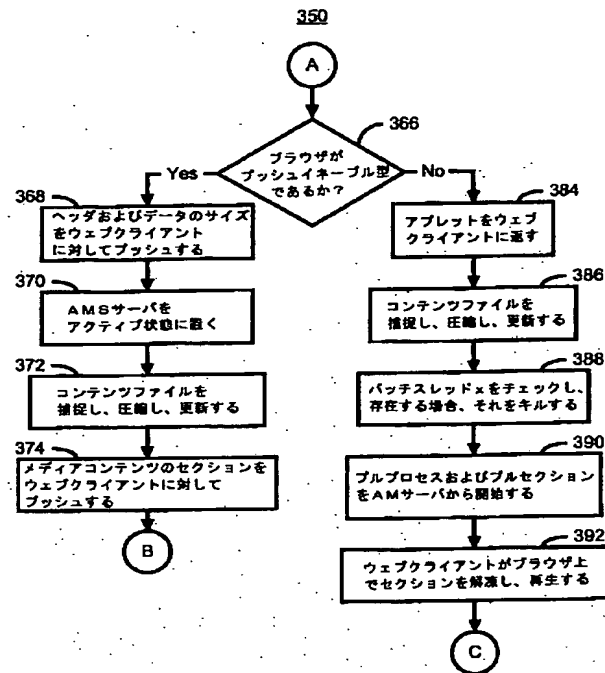 350
A
366
ブラウザが
プッシュイネーブル型
であるか？
Yes
No
368
ヘッダおよびデータのサイズ
をウェブクライアント
に対してプッシュする
370
AMSサーバを
アクティブ状態に置く
372
コンテンツファイルを
捕捉し、圧縮し、更新する
374
メディアコンテンツのセクションを
ウェブクライアントに対して
プッシュする
B
384
アプレットをウェブ
クライアントに返す
386
コンテンツファイルを
捕捉し、圧縮し、更新する
388
バッチスレッドxをチェックし、
存在する場合、それをキルする
390
プルプロセスおよびプルセクション
をAMサーバから開始する
392
ウェブクライアントがブラウザ上
でセクションを解凍し、再生する
C